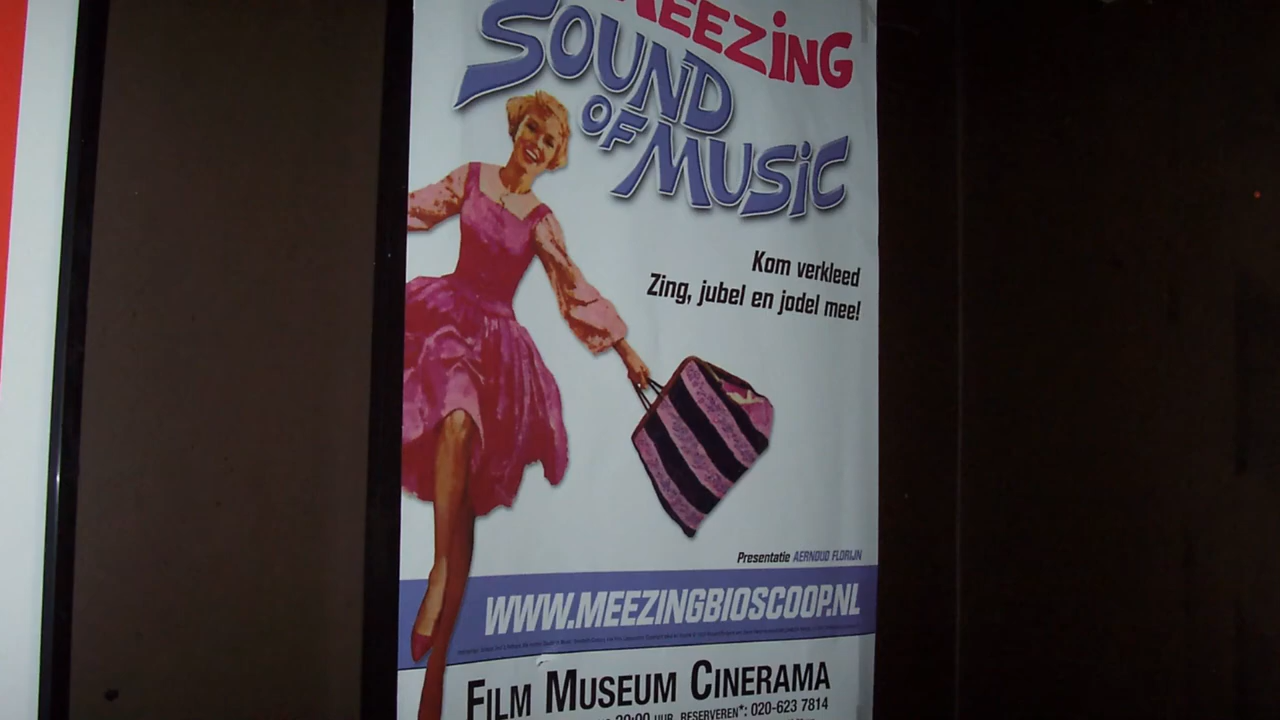 MEEZING
SOUND
OF
MUSIC
Kom verkleed
Zing, jubel en jodel mee!
Presentatie AERNOUD FLORIJN
WWW.MEEZINGBIOSCOOP.NL
FILM MUSEUM CINERAMA
20:00 UUR, RESERVEREN*: 020-623 7814